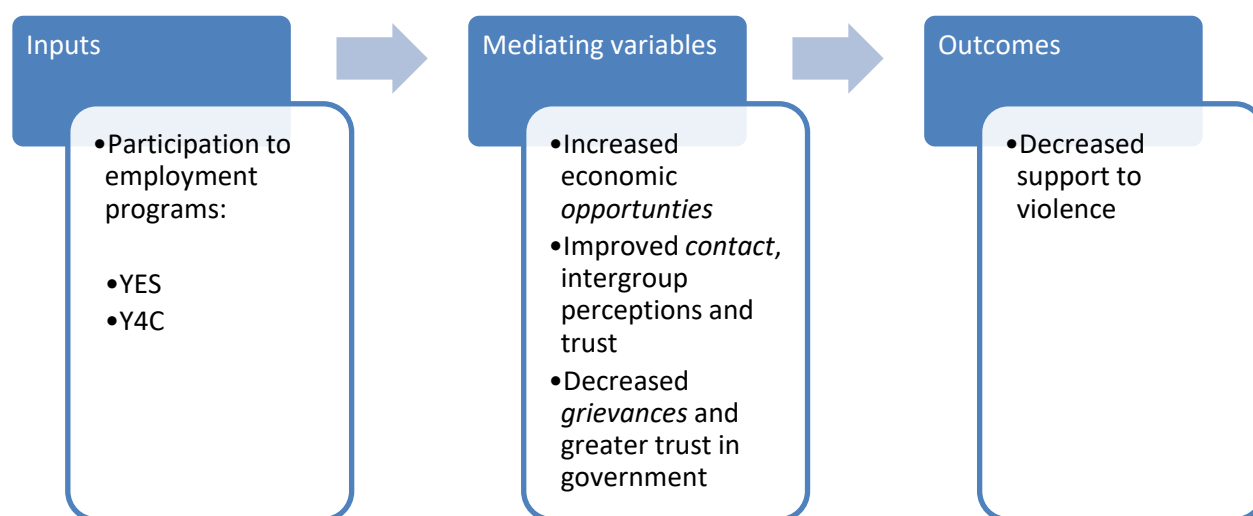 Inputs
•Participation to
employment
programs:
•YES
•Y4C
Mediating variables
•Increased
economic
opportunties
•Improved contact,
intergroup
perceptions and
trust
•Decreased
grievances and
greater trust in
government
Outcomes
•Decreased
support to
violence